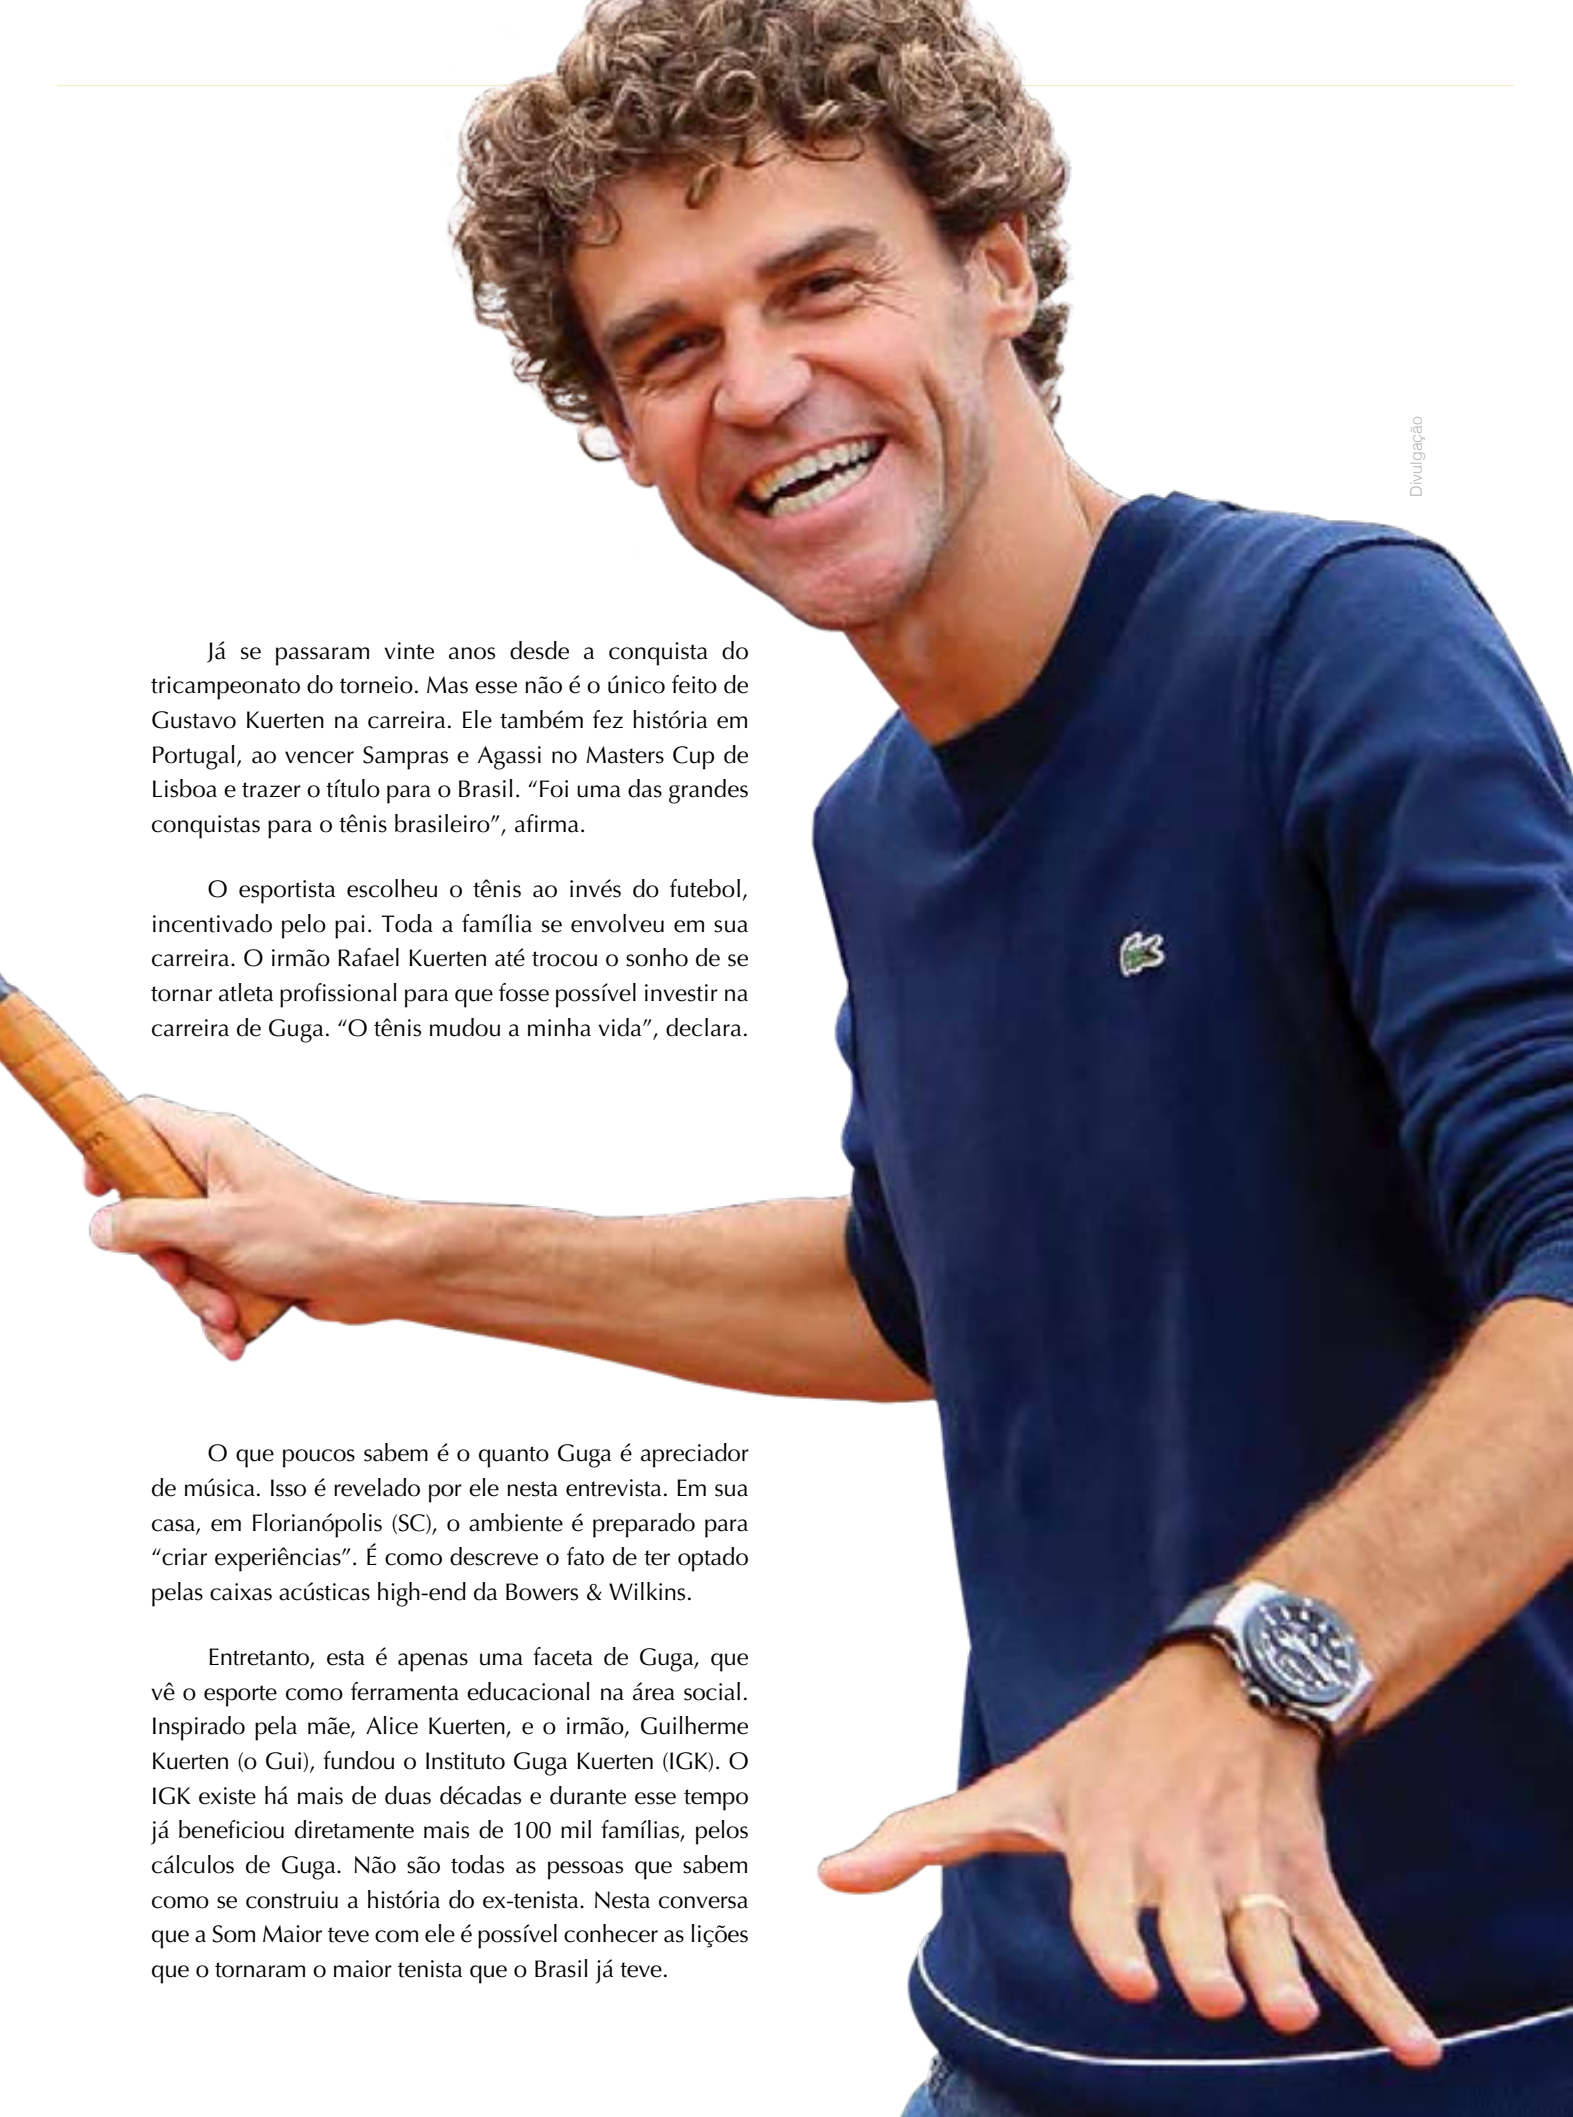 Divulgação
Já se passaram vinte anos desde a conquista do
tricampeonato do torneio. Mas esse não é o único feito de
Gustavo Kuerten na carreira. Ele também fez história em
Portugal, ao vencer Sampras e Agassi no Masters Cup de
Lisboa e trazer o título para o Brasil. “Foi uma das grandes
conquistas para o tênis brasileiro”, afirma.
O esportista escolheu o tênis ao invés do futebol,
incentivado pelo pai. Toda a família se envolveu em sua
carreira. O irmão Rafael Kuerten até trocou o sonho de se
tornar atleta profissional para que fosse possível investir na
carreira de Guga. “O tênis mudou a minha vida”, declara.
O que poucos sabem é o quanto Guga é apreciador
de música. Isso é revelado por ele nesta entrevista. Em sua
casa, em Florianópolis (SC), o ambiente é preparado para
“criar experiências”. É como descreve o fato de ter optado
pelas caixas acústicas high-end da Bowers & Wilkins.
Entretanto, esta é apenas uma faceta de Guga, que
vê o esporte como ferramenta educacional na área social.
Inspirado pela mãe, Alice Kuerten, e o irmão, Guilherme
Kuerten (o Gui), fundou o Instituto Guga Kuerten (IGK). O
IGK existe há mais de duas décadas e durante esse tempo
já beneficiou diretamente mais de 100 mil famílias, pelos
cálculos de Guga. Não são todas as pessoas que sabem
como se construiu a história do ex-tenista. Nesta conversa
que a Som Maior teve com ele é possível conhecer as lições
que o tornaram o maior tenista que o Brasil já teve.